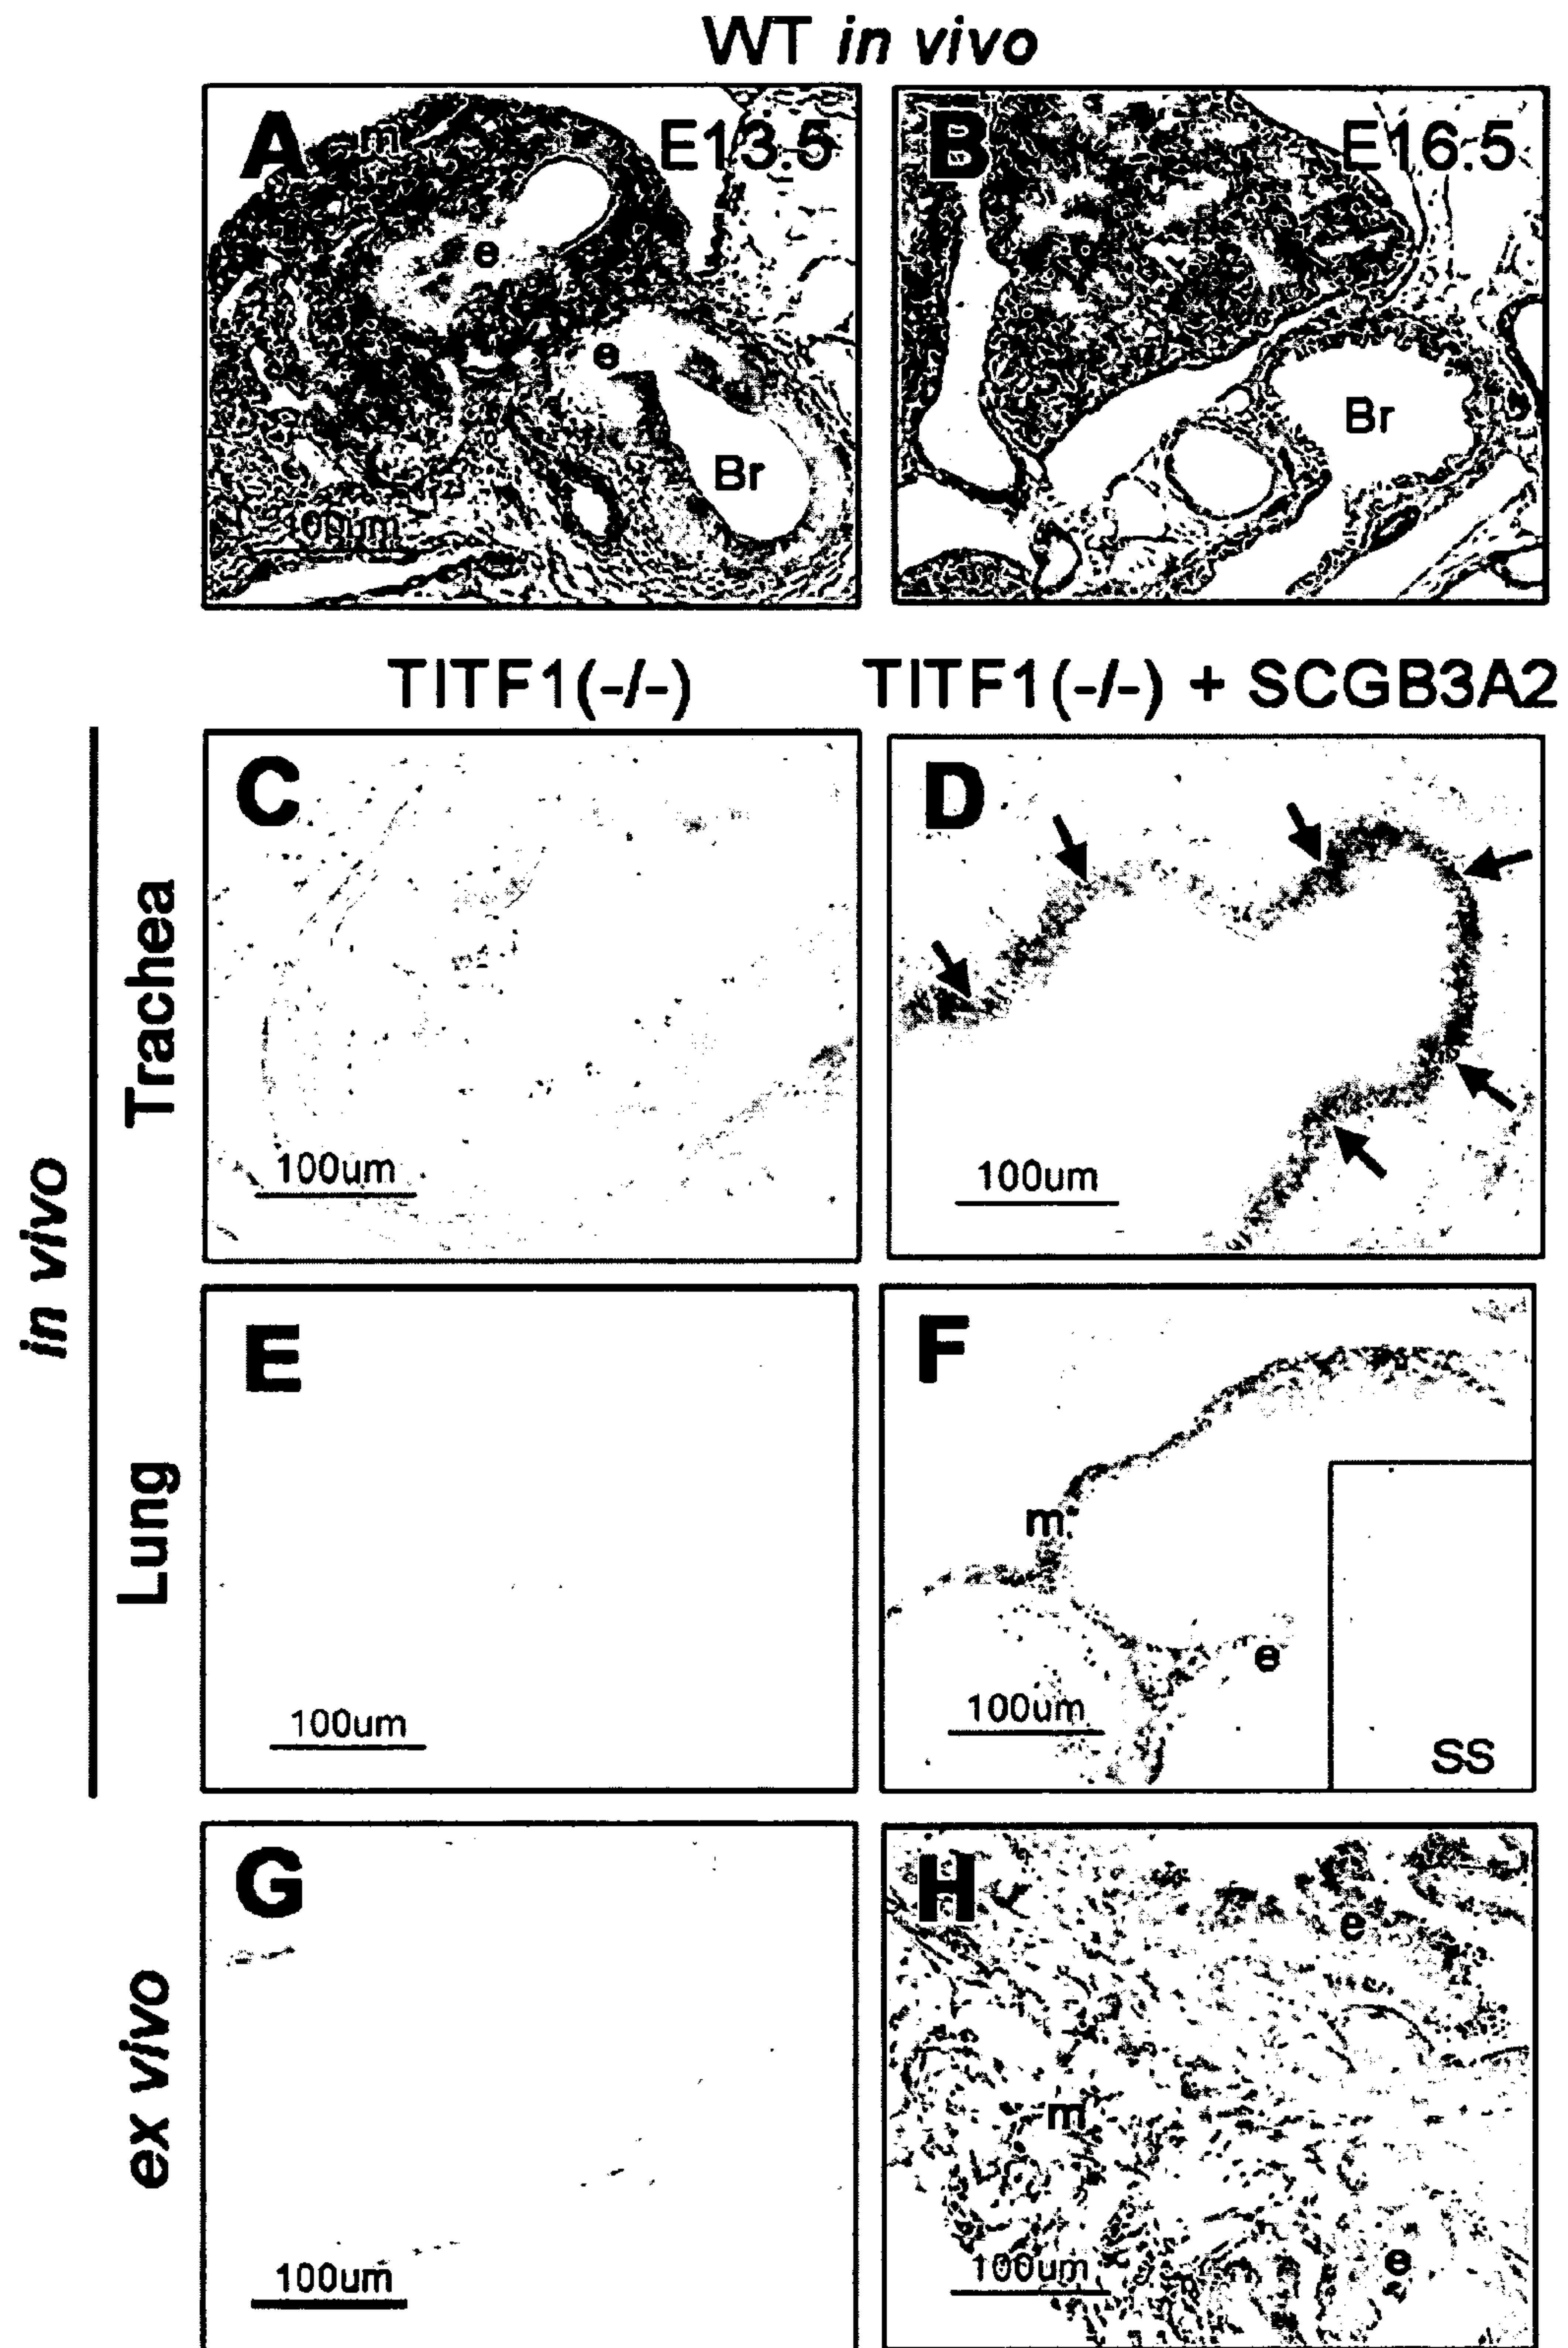 WT in vivo
A m E13.5
e
e
Br
100um
B E16.5
Br
TITF1(-/-) TITF1(-/-) + SCGB3A2
in vivo
Trachea
C
100um
D
100um
Lung
E
100um
F
m
e
100um
SS
ex vivo
G
100um
H
e
m
e
100um